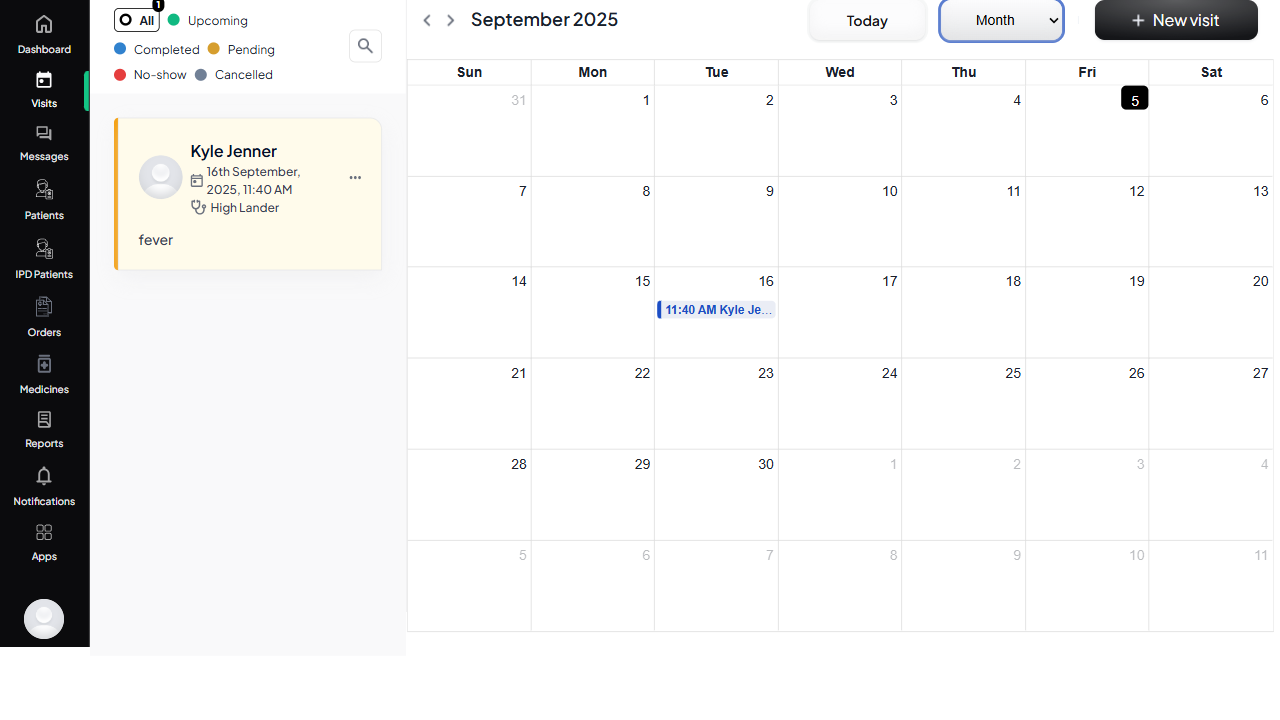 Dashboard
Visits
Messages
Patients
IPD Patients
Orders
Medicines
Reports
Notifications
Apps
1
All
Upcoming
Completed
Pending
No-show
Cancelled
Kyle Jenner
16th September,
2025, 11:40 AM
High Lander
fever
September 2025
Today
Month
+ New visit
Sun Mon Tue Wed Thu Fri Sat
31 1 2 3 4 5 6
7 8 9 10 11 12 13
14 15 16 17 18 19 20
11:40 AM Kyle Je...
21 22 23 24 25 26 27
28 29 30 1 2 3 4
5 6 7 8 9 10 11